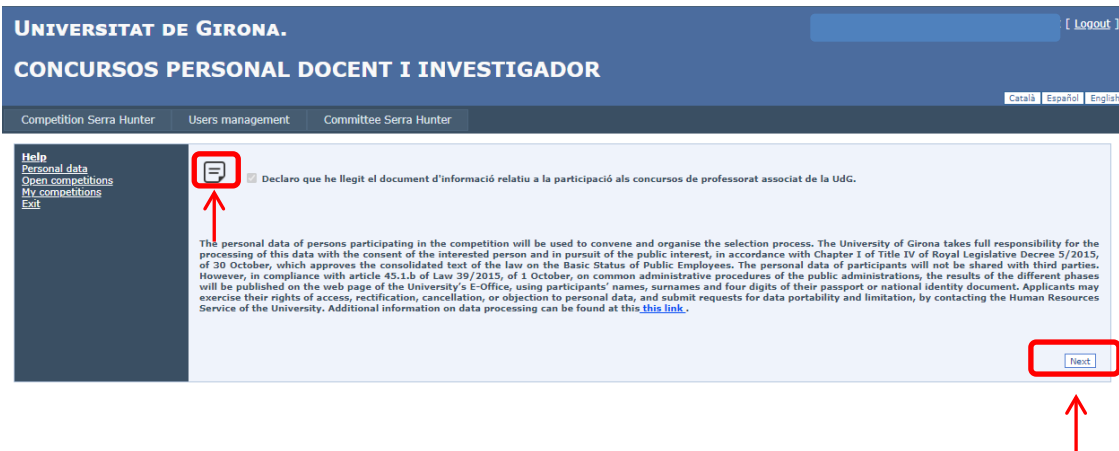 UNIVERSITAT DE GIRONA.
[ Logout ]
CONCURSOS PERSONAL DOCENT I INVESTIGADOR
Català Español English
Competition Serra Hunter Users management Committee Serra Hunter
Help
Personal data
Open competitions
My competitions
Exit
Declaro que he llegit el document d'informació relatiu a la participació als concursos de professorat associat de la UdG.
The personal data of persons participating in the competition will be used to convene and organise the selection process. The University of Girona takes full responsibility for the
processing of this data with the consent of the interested person and in pursuit of the public interest, in accordance with Chapter I of Title IV of Royal Legislative Decree 5/2015,
of 30 October, which approves the consolidated text of the law on the Basic Status of Public Employees. The personal data of participants will not be shared with third parties.
However, in compliance with article 45.1.b of Law 39/2015, of 1 October, on common administrative procedures of the public administrations, the results of the different phases
will be published on the web page of the University's E-Office, using participants' names, surnames and four digits of their passport or national identity document. Applicants may
exercise their rights of access, rectification, cancellation, or objection to personal data, and submit requests for data portability and limitation, by contacting the Human Resources
Service of the University. Additional information on data processing can be found at this this link .
Next